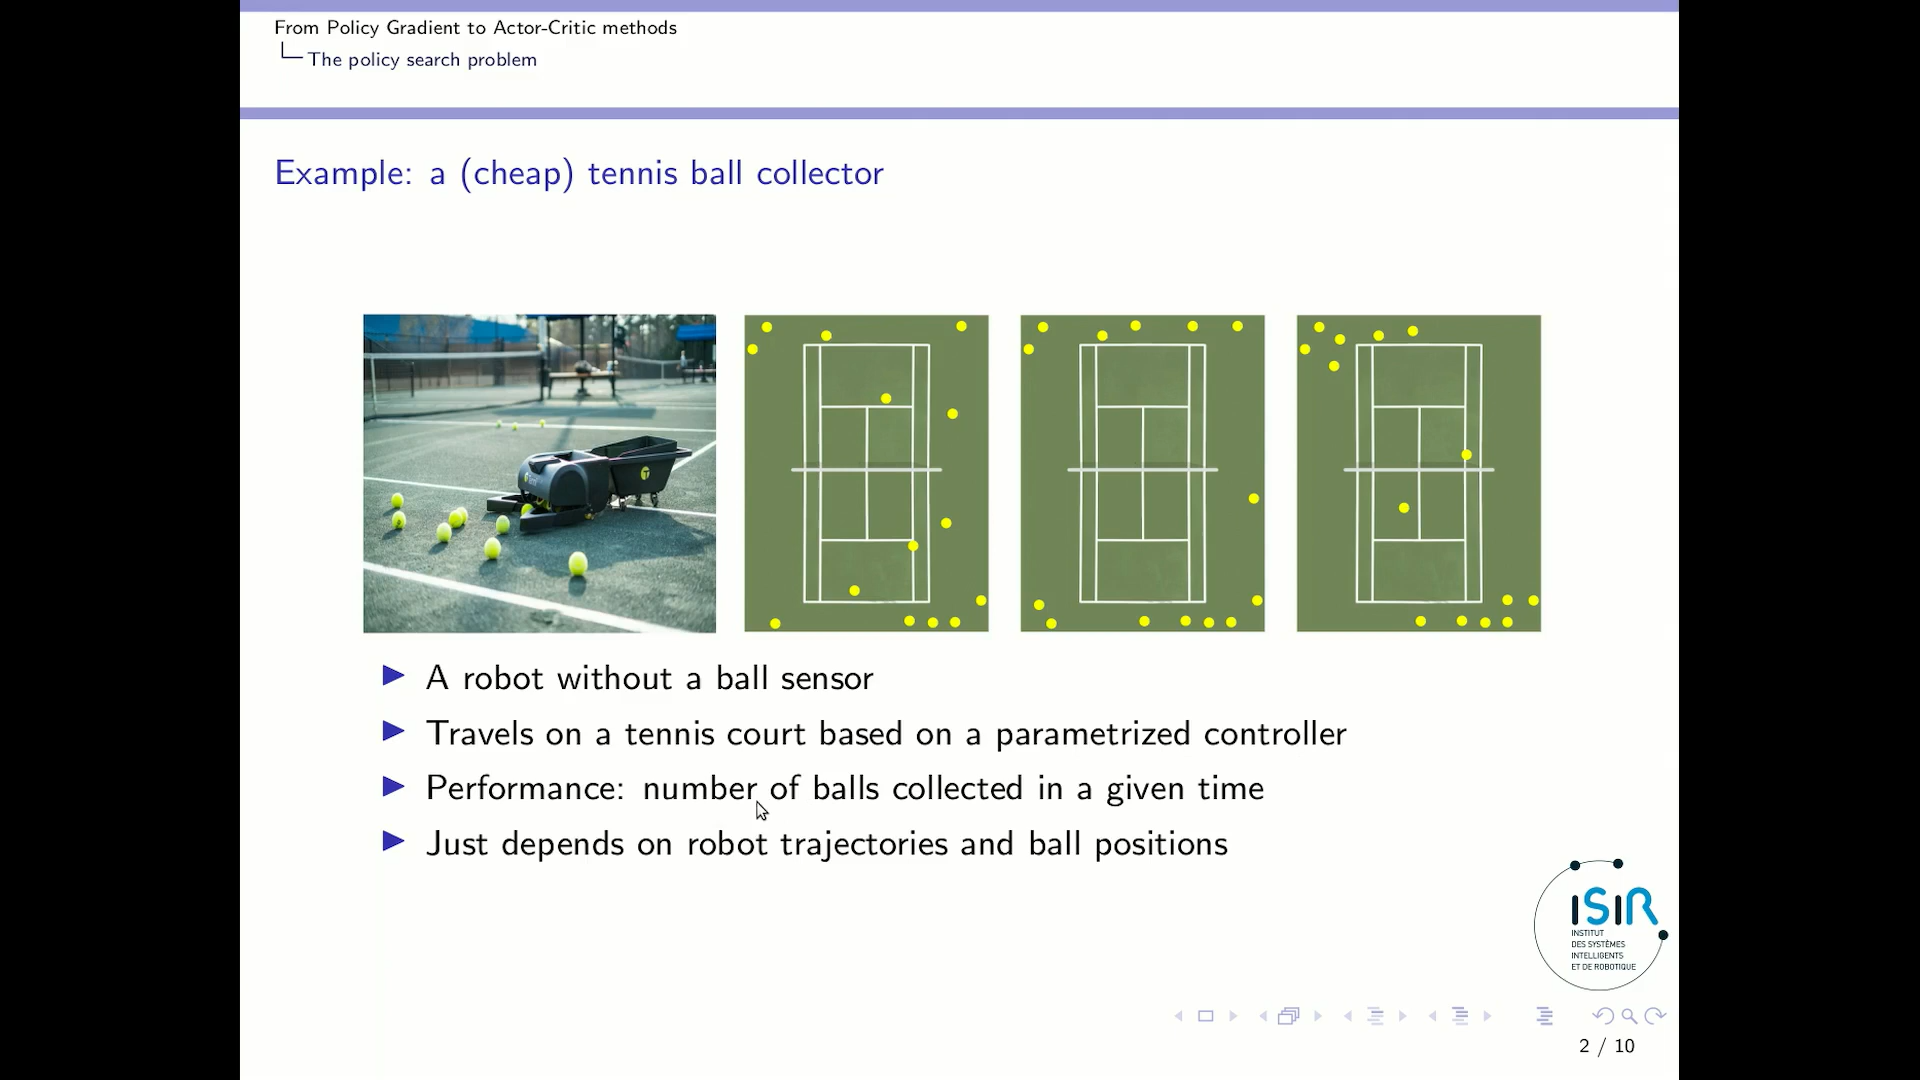 From Policy Gradient to Actor-Critic methods
The policy search problem
Example: a (cheap) tennis ball collector
A robot without a ball sensor
Travels on a tennis court based on a parametrized controller
Performance: number of balls collected in a given time
Just depends on robot trajectories and ball positions
ISIR
INSTITUT
DES SYSTÈMES
INTELLIGENTS
ET DE ROBOTIQUE
2 / 10